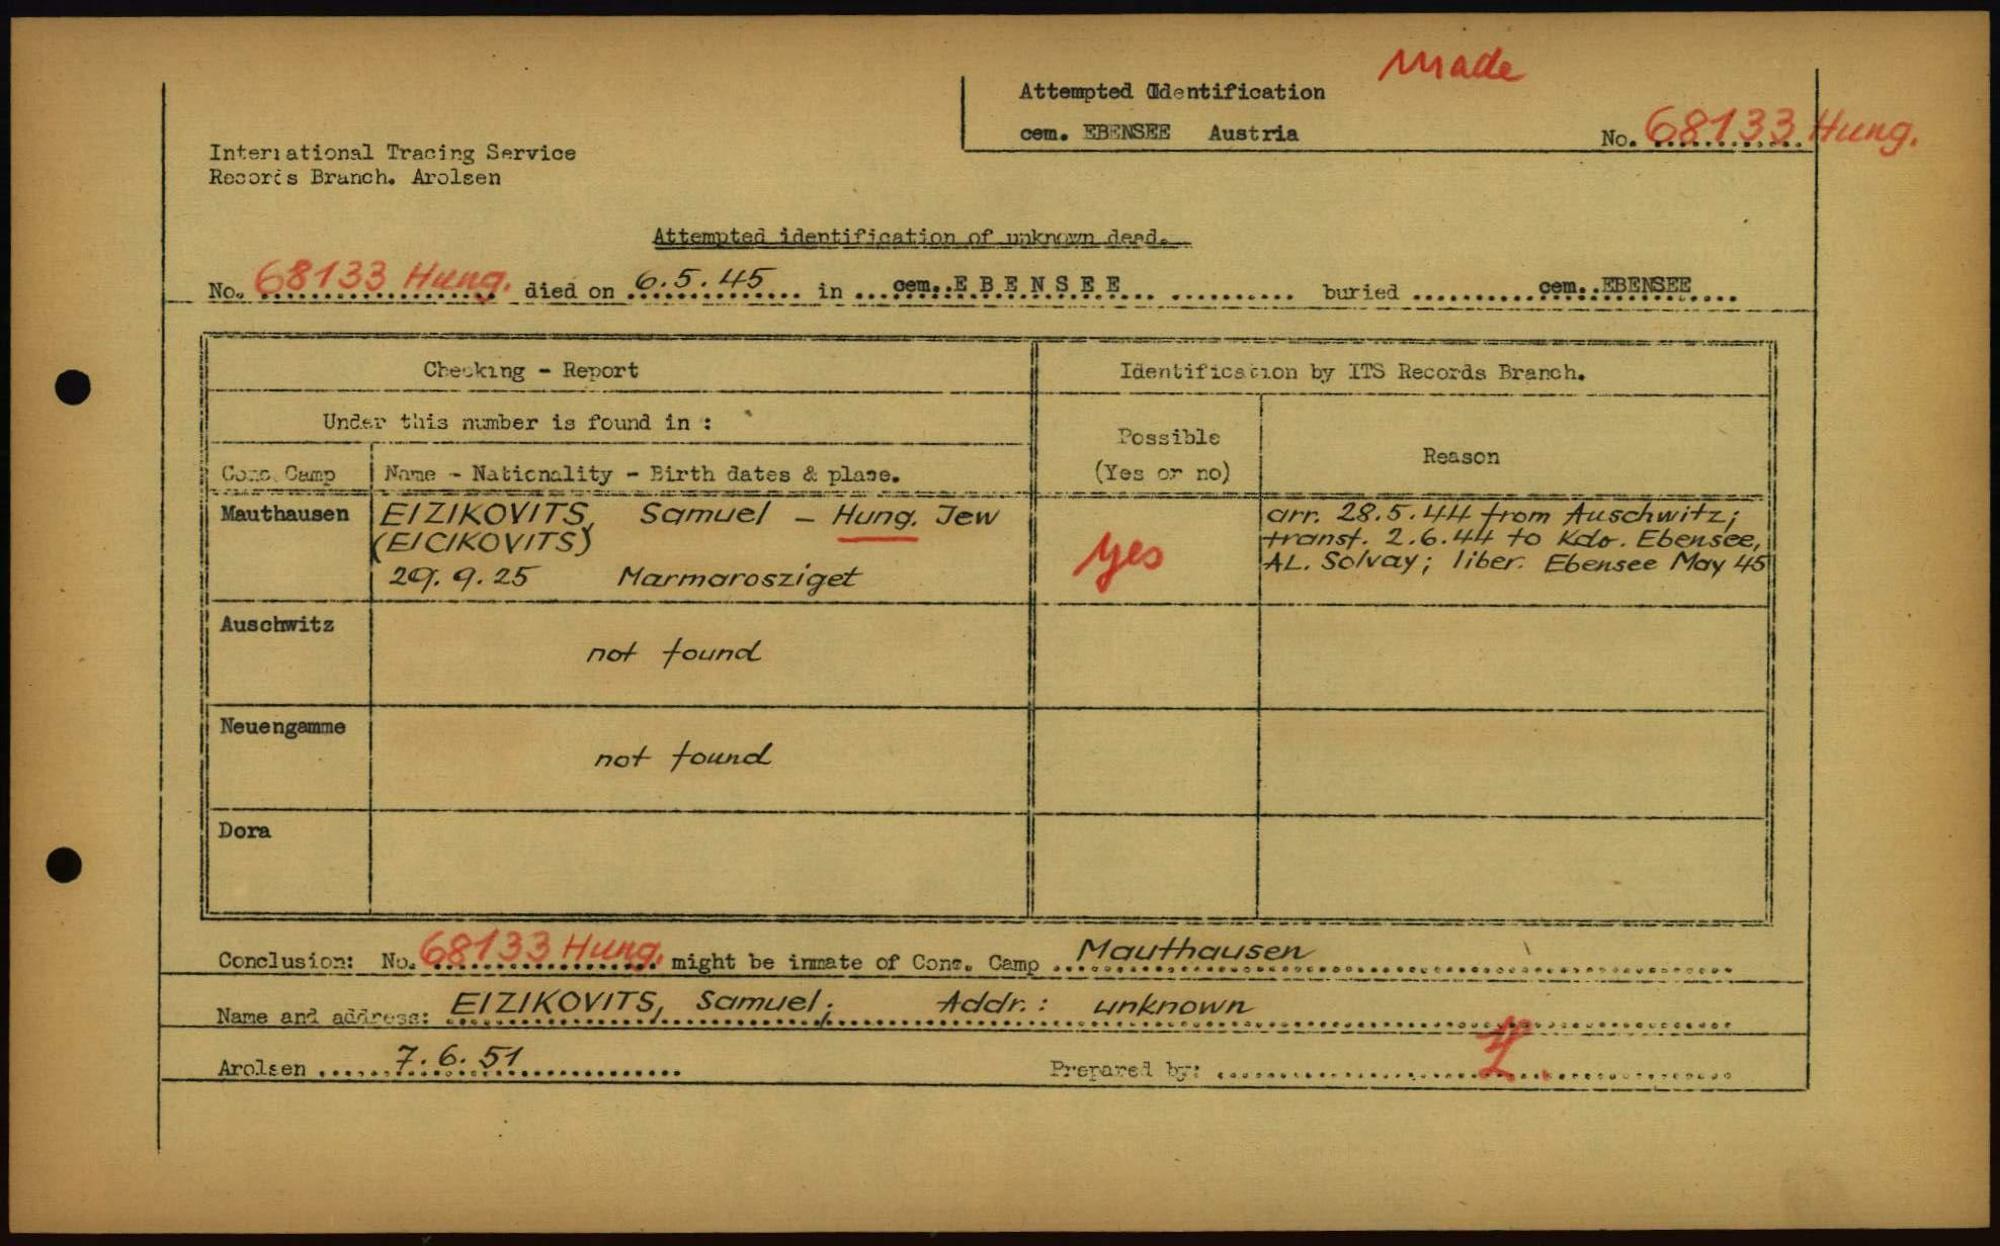 made
Attempted Identification
cem. EBENSEE Austria
No. 68133 Hung.
International Tracing Service
Records Branch. Arolsen
Attempted identification of unknown dead.
No. 68133 Hung. died on 6.5.45 in cem. EBENSEE buried cem. EBENSEE
Checking - Report
Identification by ITS Records Branch.
Under this number is found in :
Conc. Camp
Name - Nationality - Birth dates & place.
Possible
(Yes or no)
Reason
Mauthausen
EIZIKOVITS, Samuel - Hung. Jew
(EICIKOVITS)
29.9.25 Marmarosziget
yes
arr. 28.5.44 from Auschwitz;
transf. 2.6.44 to Kdo. Ebensee,
AL. Solvay; liber. Ebensee May 45
Auschwitz
not found
Neuengamme
not found
Dora
Conclusion: No. 68133 Hung. might be inmate of Conc. Camp Mauthausen
Name and address: EIZIKOVITS, Samuel; Addr.: unknown
Arolsen 7.6.51
Prepared by: